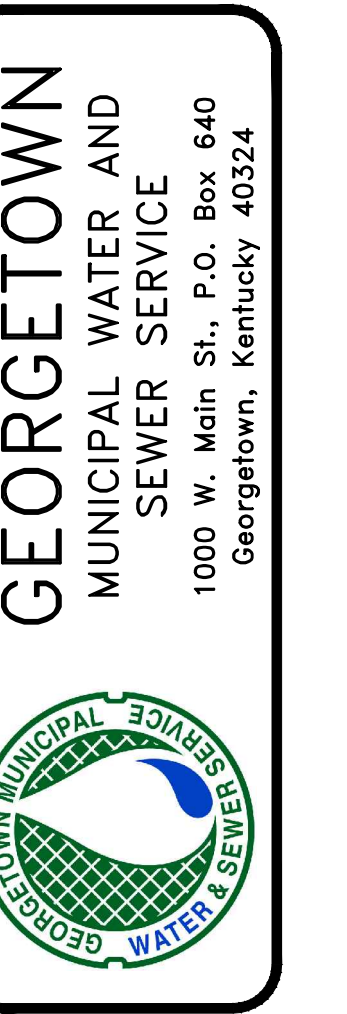 GEORGETOWN
MUNICIPAL WATER AND
SEWER SERVICE
1000 W. Main St., P.O. Box 640
Georgetown, Kentucky 40324
GEORGETOWN MUNICIPAL
WATER & SEWER SERVICE